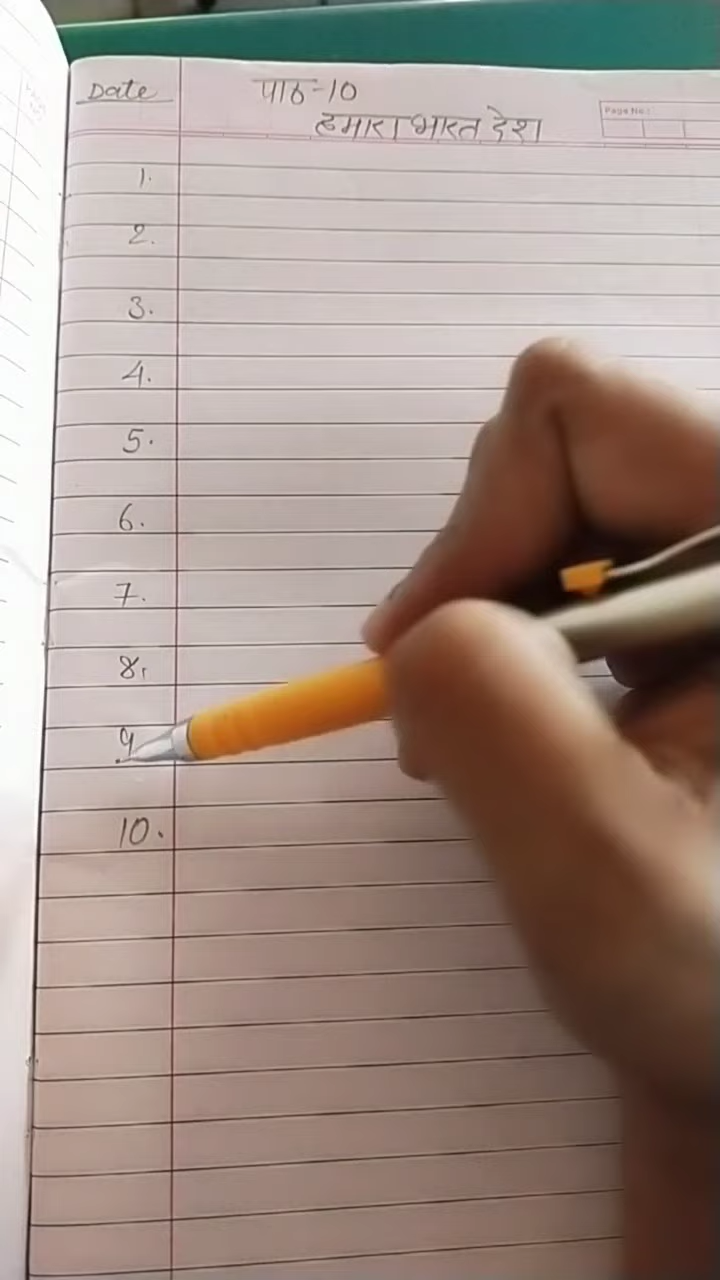 Date
पाठ-10
हमारा भारत देश
Page No.:
1.
2.
3.
4.
5.
6.
7.
8.
9
10.